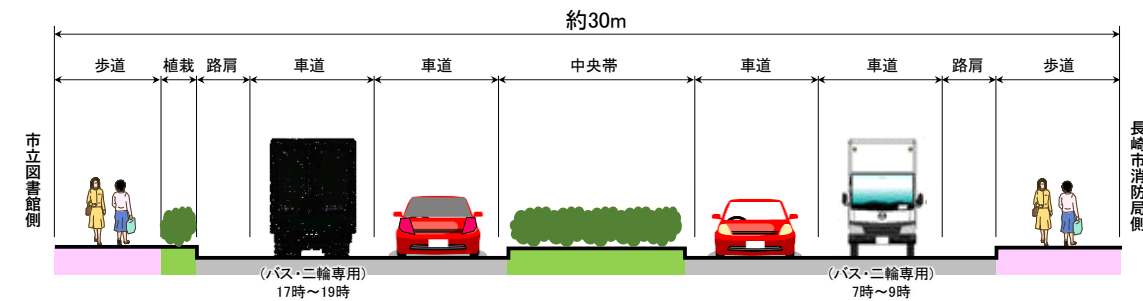 約30m
歩道
植栽
路肩
車道
車道
中央帯
車道
車道
路肩
歩道
市立図書館側
長崎市消防局側
(バス・二輪専用)
17時～19時
(バス・二輪専用)
7時～9時